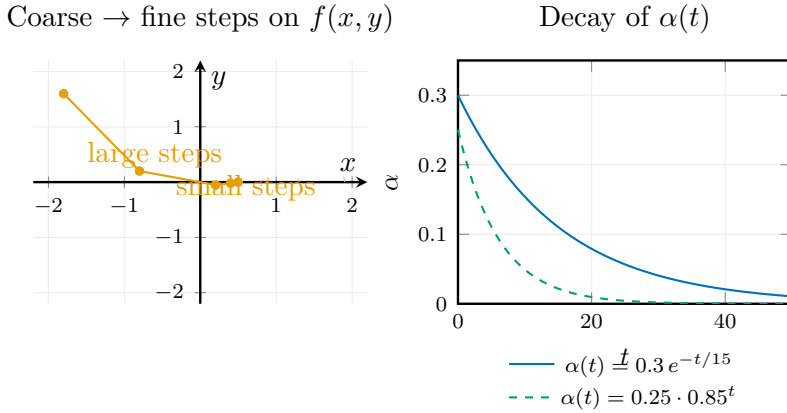 Coarse → fine steps on f(x, y)
2
1
−1
−2
−2
−1
1
2
x
y
large steps
small steps
Decay of α(t)
0.3
0.2
0.1
0
0
20
40
α
t
α(t) = 0.3 e^{−t/15}
α(t) = 0.25 · 0.85^t